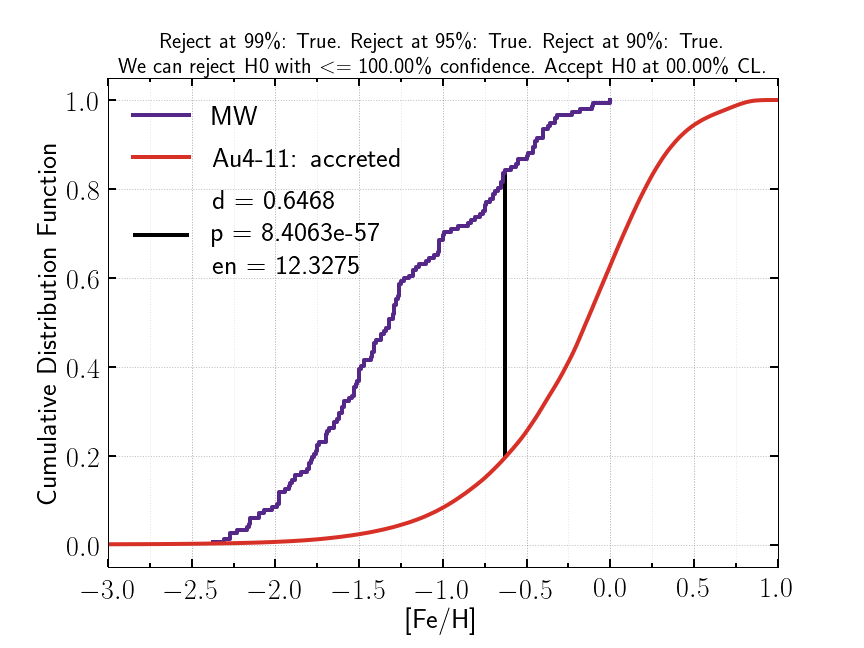 Reject at 99%: True. Reject at 95%: True. Reject at 90%: True.
We can reject H0 with <= 100.00% confidence. Accept H0 at 00.00% CL.
MW
Au4-11: accreted
d = 0.6468
p = 8.4063e-57
en = 12.3275
Cumulative Distribution Function
1.0
0.8
0.6
0.4
0.2
0.0
−3.0 −2.5 −2.0 −1.5 −1.0 −0.5 0.0 0.5 1.0
[Fe/H]